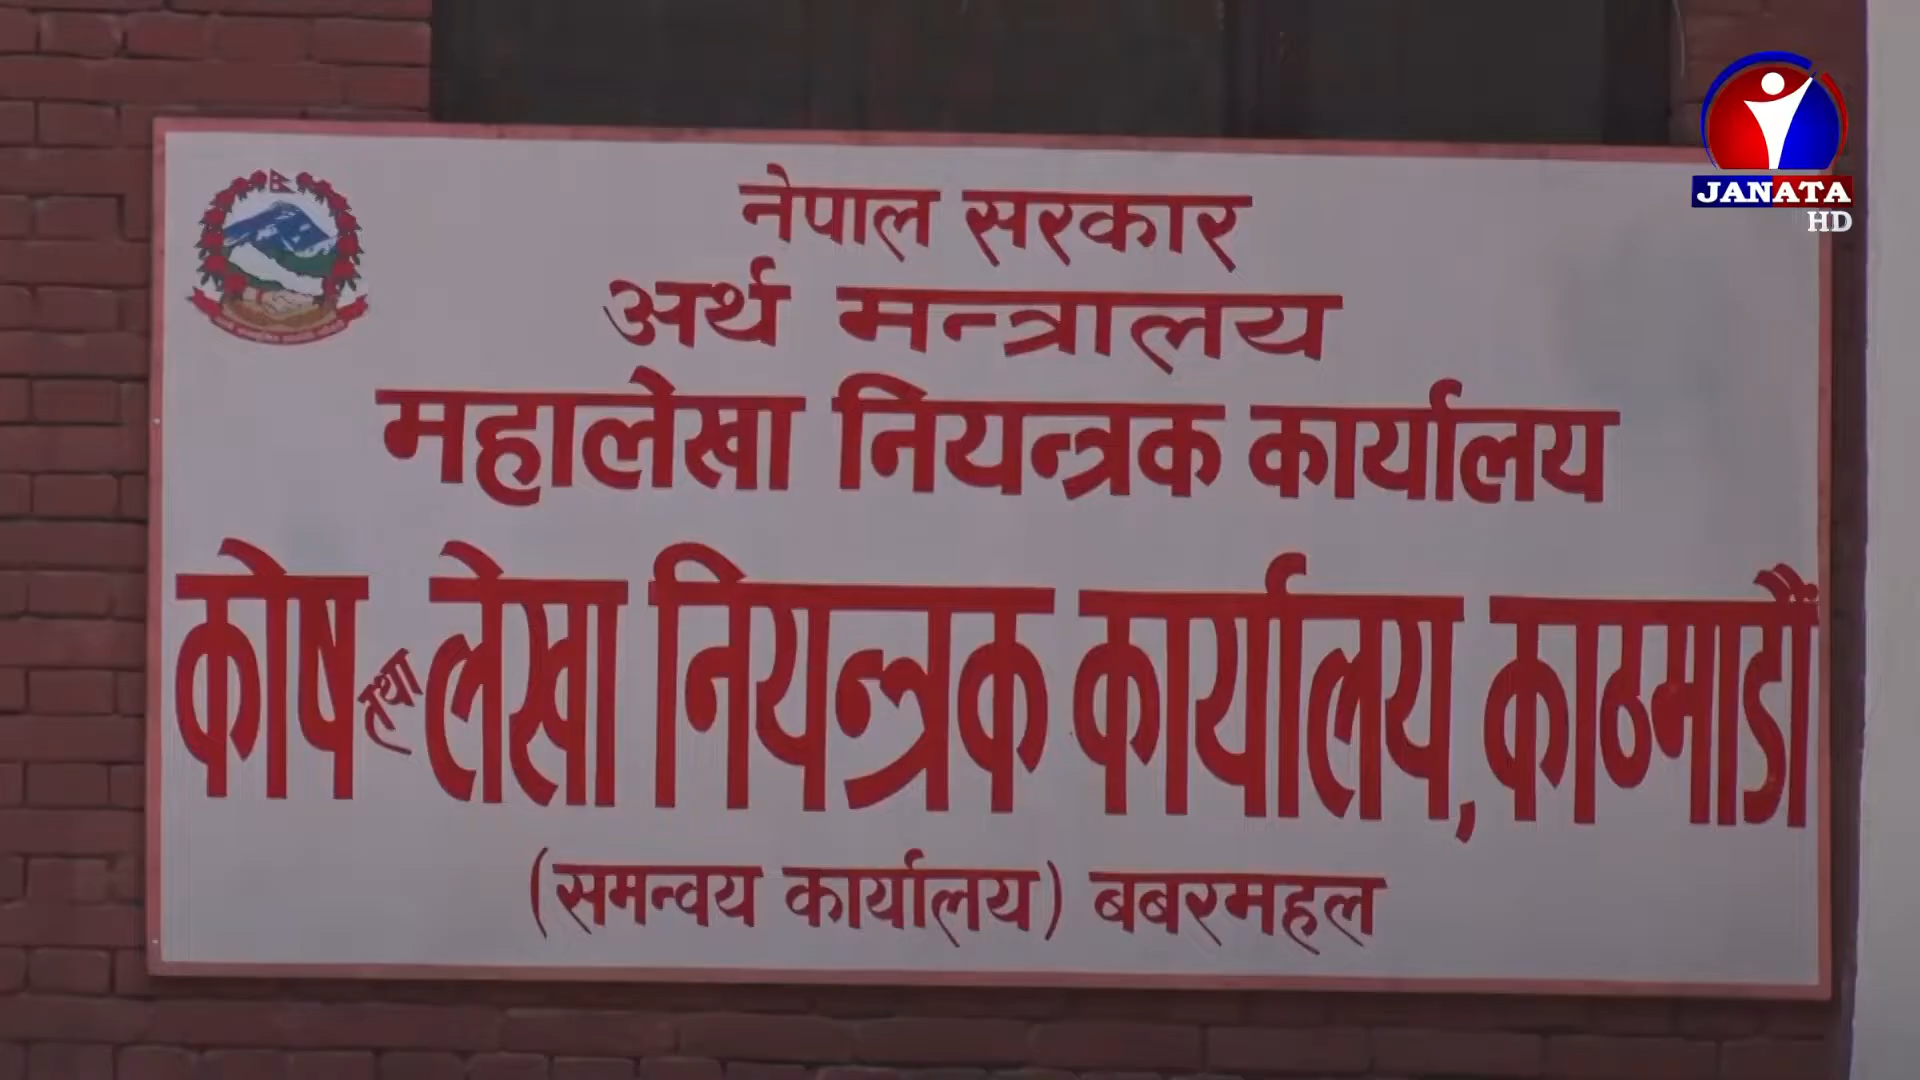 नेपाल सरकार
अर्थ मन्त्रालय
महालेखा नियन्त्रक कार्यालय
कोष तथा लेखा नियन्त्रक कार्यालय, काठमाडौं
(समन्वय कार्यालय) बबरमहल
JANATA
HD